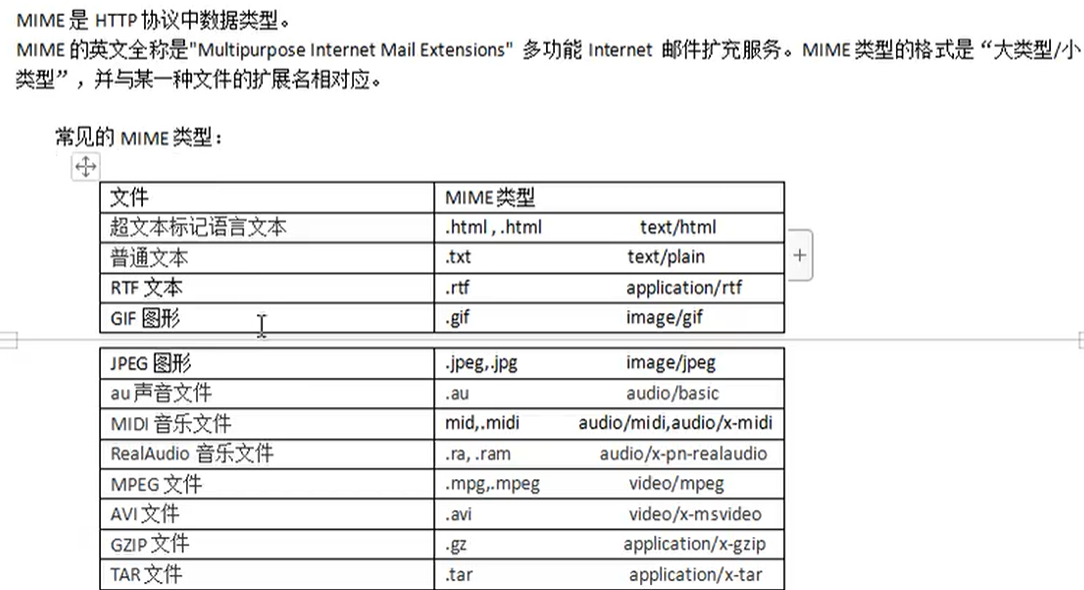 MIME 是 HTTP 协议中数据类型。
MIME 的英文全称是"Multipurpose Internet Mail Extensions" 多功能 Internet 邮件扩充服务。MIME 类型的格式是“大类型/小
类型”，并与某一种文件的扩展名相对应。
常见的 MIME 类型：
文件 MIME 类型
超文本标记语言文本 .html , .html text/html
普通文本 .txt text/plain
RTF 文本 .rtf application/rtf
GIF 图形 .gif image/gif
JPEG 图形 .jpeg,.jpg image/jpeg
au 声音文件 .au audio/basic
MIDI 音乐文件 mid,.midi audio/midi,audio/x-midi
RealAudio 音乐文件 .ra, .ram audio/x-pn-realaudio
MPEG 文件 .mpg,.mpeg video/mpeg
AVI 文件 .avi video/x-msvideo
GZIP 文件 .gz application/x-gzip
TAR 文件 .tar application/x-tar